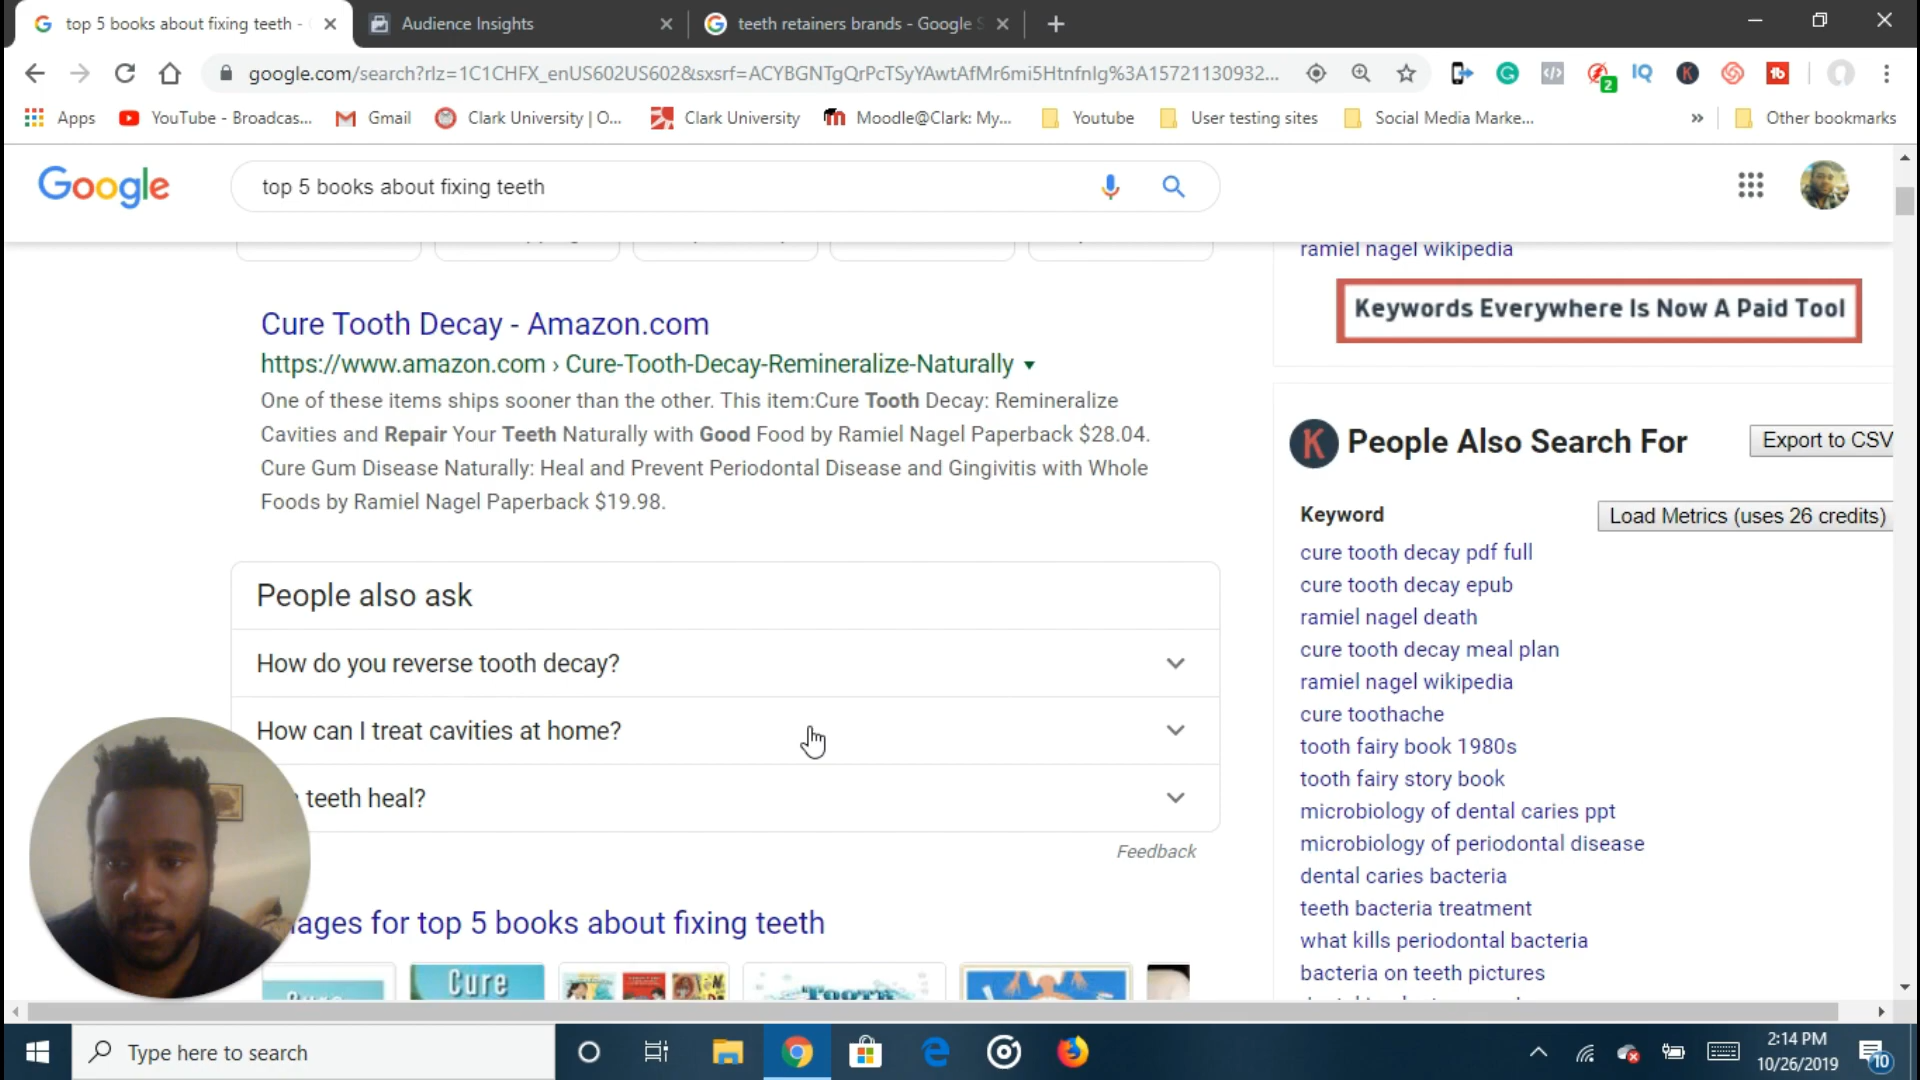 top 5 books about fixing teeth -
Audience Insights
teeth retainers brands - Google S
google.com/search?rlz=1C1CHFX_enUS602US602&sxsrf=ACYBGNTgQrPcTSyYAwtAfMr6mi5HtnfnIg%3A15721130932...
2
IQ
K
Apps
YouTube - Broadcas...
Gmail
Clark University | O...
Clark University
Moodle@Clark: My...
Youtube
User testing sites
Social Media Marke...
»
Other bookmarks
Google
top 5 books about fixing teeth
ramiel nagel wikipedia
Keywords Everywhere Is Now A Paid Tool
Cure Tooth Decay - Amazon.com
https://www.amazon.com › Cure-Tooth-Decay-Remineralize-Naturally
One of these items ships sooner than the other. This item:Cure Tooth Decay: Remineralize
Cavities and Repair Your Teeth Naturally with Good Food by Ramiel Nagel Paperback $28.04.
Cure Gum Disease Naturally: Heal and Prevent Periodontal Disease and Gingivitis with Whole
Foods by Ramiel Nagel Paperback $19.98.
People also ask
How do you reverse tooth decay?
How can I treat cavities at home?
teeth heal?
Feedback
ages for top 5 books about fixing teeth
Cure
Tooth
K People Also Search For
Export to CSV
Keyword
Load Metrics (uses 26 credits)
cure tooth decay pdf full
cure tooth decay epub
ramiel nagel death
cure tooth decay meal plan
ramiel nagel wikipedia
cure toothache
tooth fairy book 1980s
tooth fairy story book
microbiology of dental caries ppt
microbiology of periodontal disease
dental caries bacteria
teeth bacteria treatment
what kills periodontal bacteria
bacteria on teeth pictures
Type here to search
2:14 PM
10/26/2019
10